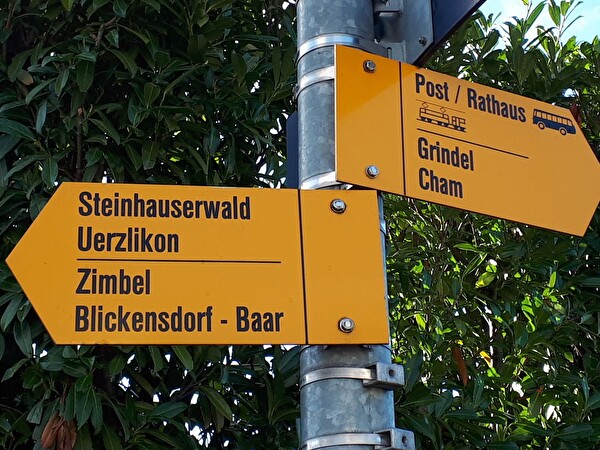 Post / Rathaus
Grindel
Cham
Steinhauserwald
Uerzlikon
Zimbel
Blickensdorf - Baar